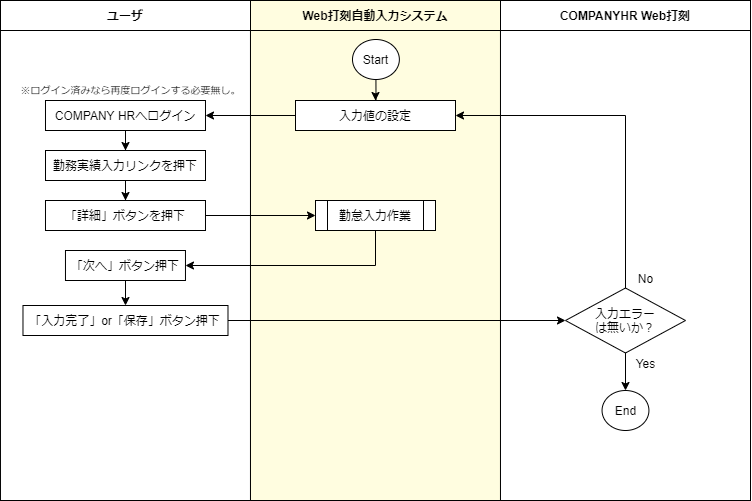 ユーザ
Web打刻自動入力システム
COMPANYHR Web打刻
Start
※ログイン済みなら再度ログインする必要無し。
COMPANY HRへログイン
入力値の設定
勤務実績入力リンクを押下
「詳細」ボタンを押下
勤怠入力作業
「次へ」ボタン押下
No
「入力完了」or「保存」ボタン押下
入力エラー
は無いか？
Yes
End